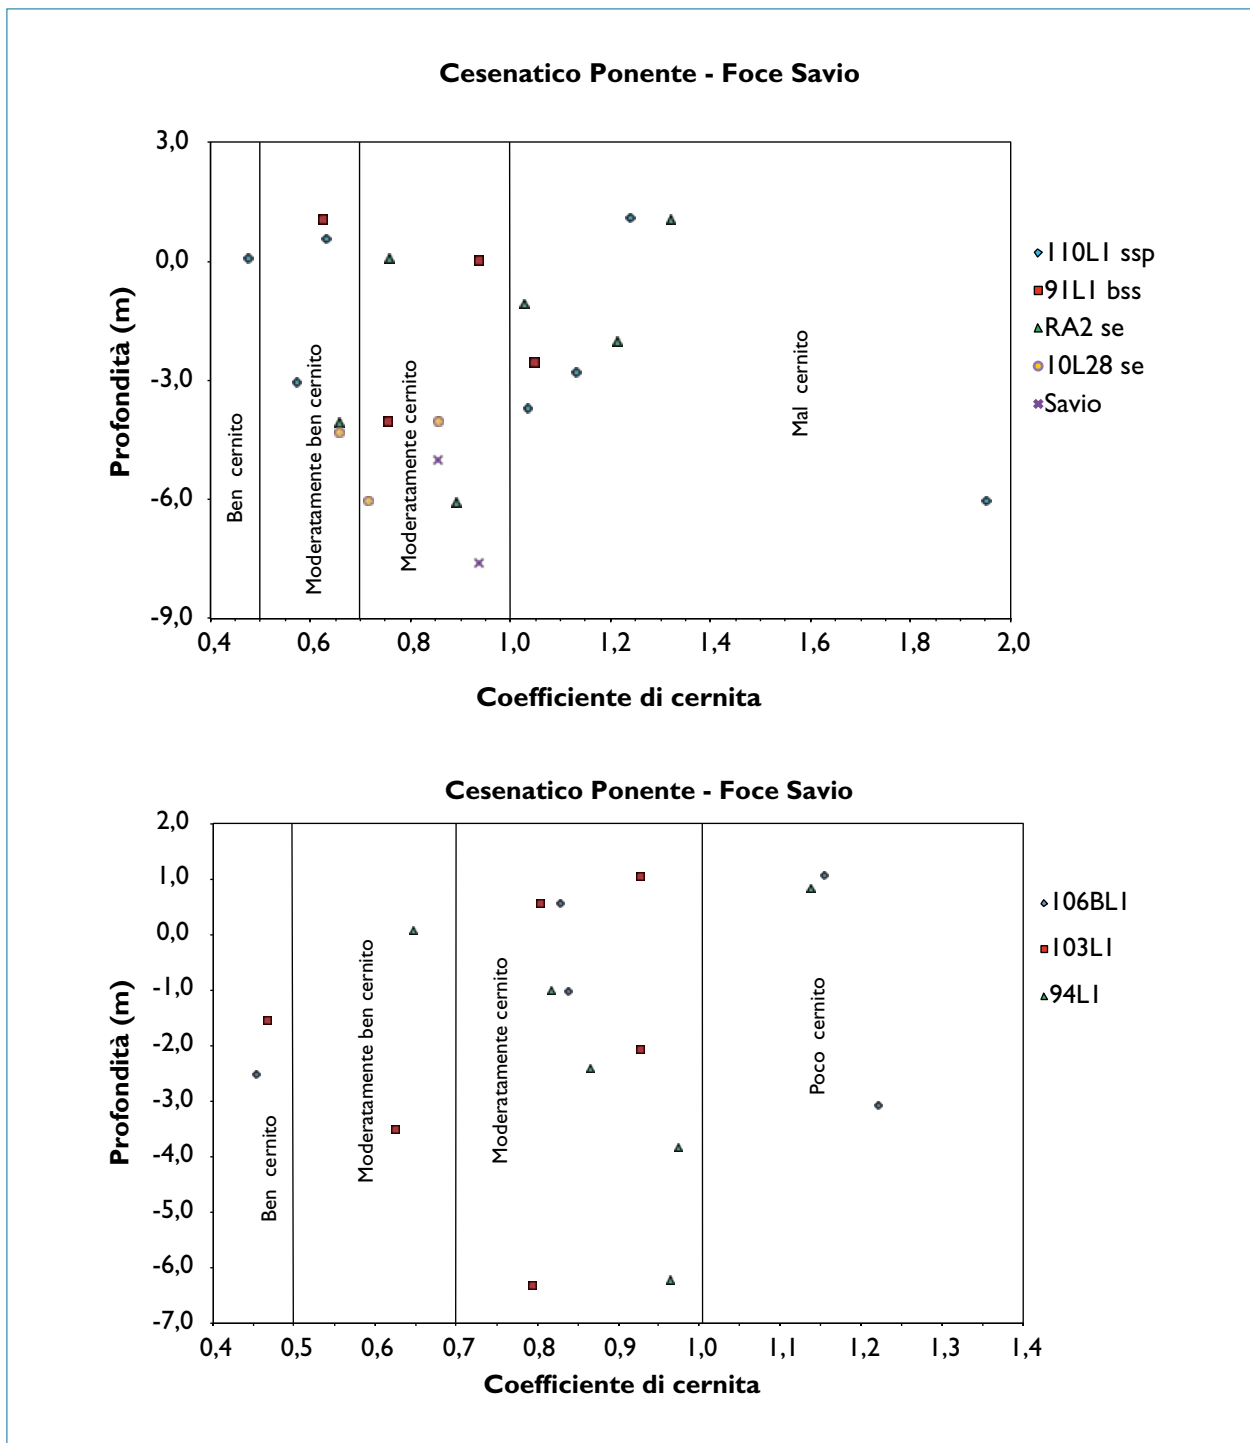 Cesenatico Ponente - Foce Savio
3,0
0,0
-3,0
-6,0
-9,0
Profondità (m)
Ben cernito
Moderatamente ben cernito
Moderatamente cernito
Mal cernito
0,4 0,6 0,8 1,0 1,2 1,4 1,6 1,8 2,0
Coefficiente di cernita
110L1 ssp
91L1 bss
RA2 se
10L28 se
Savio
Cesenatico Ponente - Foce Savio
2,0
1,0
0,0
-1,0
-2,0
-3,0
-4,0
-5,0
-6,0
-7,0
Profondità (m)
Ben cernito
Moderatamente ben cernito
Moderatamente cernito
Poco cernito
0,4 0,5 0,6 0,7 0,8 0,9 1,0 1,1 1,2 1,3 1,4
Coefficiente di cernita
106BL1
103L1
94L1